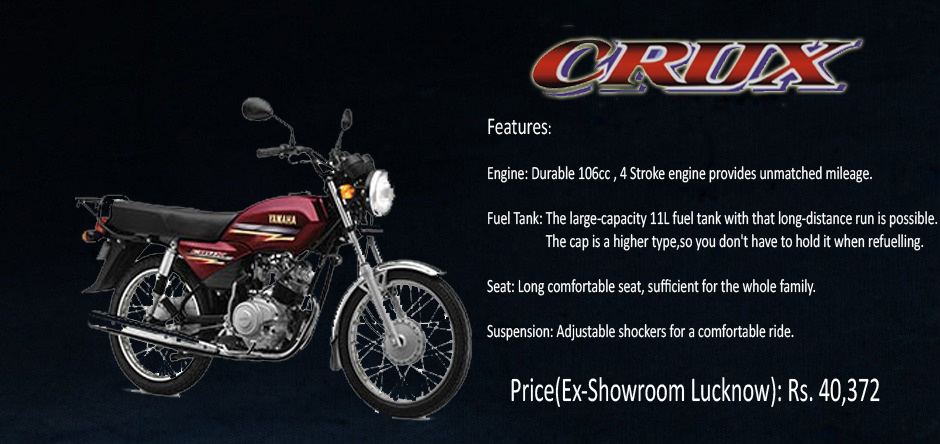 CRUX
Features:
Engine: Durable 106cc , 4 Stroke engine provides unmatched mileage.
Fuel Tank: The large-capacity 11L fuel tank with that long-distance run is possible.
The cap is a higher type,so you don't have to hold it when refuelling.
Seat: Long comfortable seat, sufficient for the whole family.
Suspension: Adjustable shockers for a comfortable ride.
Price(Ex-Showroom Lucknow): Rs. 40,372
YAMAHA